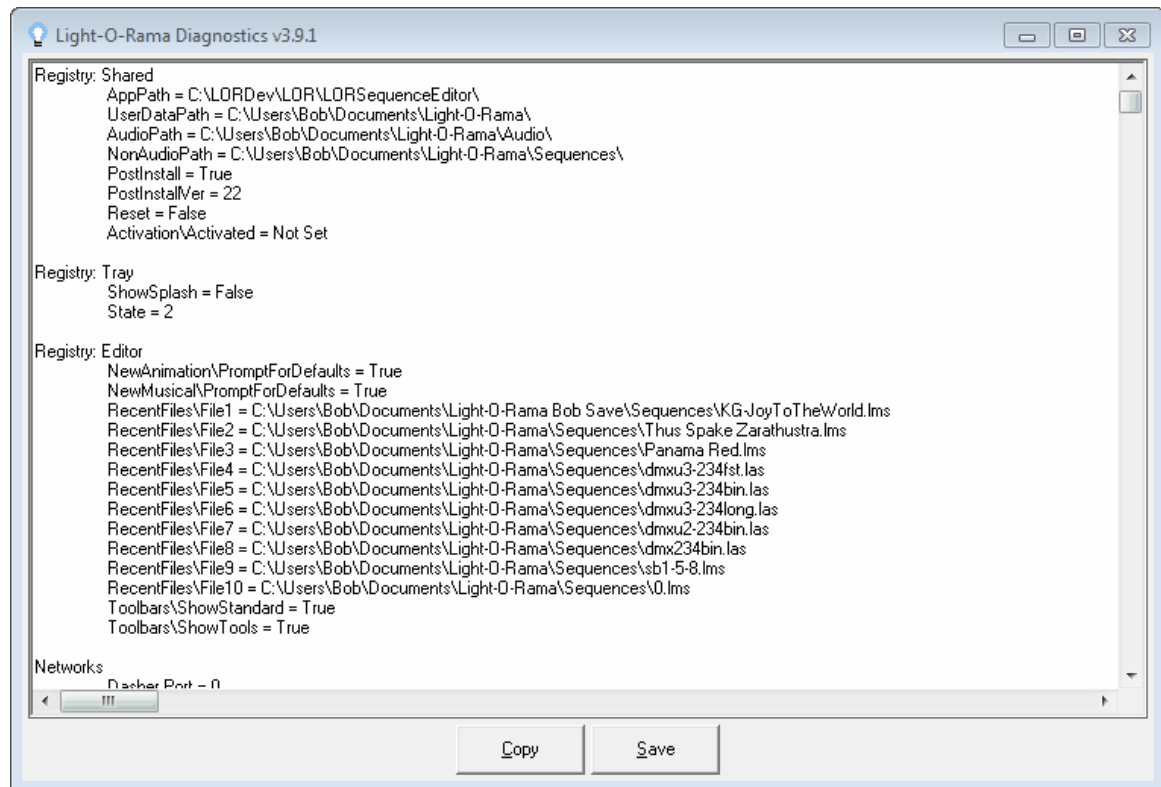 Light-O-Rama Diagnostics v3.9.1
Registry: Shared
AppPath = C:\LORDev\LOR\LORSequenceEditor\
UserDataPath = C:\Users\Bob\Documents\Light-O-Rama\
AudioPath = C:\Users\Bob\Documents\Light-O-Rama\Audio\
NonAudioPath = C:\Users\Bob\Documents\Light-O-Rama\Sequences\
PostInstall = True
PostInstallVer = 22
Reset = False
Activation\Activated = Not Set
Registry: Tray
ShowSplash = False
State = 2
Registry: Editor
NewAnimation\PromptForDefaults = True
NewMusical\PromptForDefaults = True
RecentFiles\File1 = C:\Users\Bob\Documents\Light-O-Rama Bob Save\Sequences\KG-JoyToTheWorld.lms
RecentFiles\File2 = C:\Users\Bob\Documents\Light-O-Rama\Sequences\Thus Spake Zarathustra.lms
RecentFiles\File3 = C:\Users\Bob\Documents\Light-O-Rama\Sequences\Panama Red.lms
RecentFiles\File4 = C:\Users\Bob\Documents\Light-O-Rama\Sequences\dmxu3-234fst.las
RecentFiles\File5 = C:\Users\Bob\Documents\Light-O-Rama\Sequences\dmxu3-234bin.las
RecentFiles\File6 = C:\Users\Bob\Documents\Light-O-Rama\Sequences\dmxu3-234long.las
RecentFiles\File7 = C:\Users\Bob\Documents\Light-O-Rama\Sequences\dmxu2-234bin.las
RecentFiles\File8 = C:\Users\Bob\Documents\Light-O-Rama\Sequences\dmx234bin.las
RecentFiles\File9 = C:\Users\Bob\Documents\Light-O-Rama\Sequences\sb1-5-8.lms
RecentFiles\File10 = C:\Users\Bob\Documents\Light-O-Rama\Sequences\0.lms
Toolbars\ShowStandard = True
Toolbars\ShowTools = True
Networks
Dasher Port = 0
Copy
Save